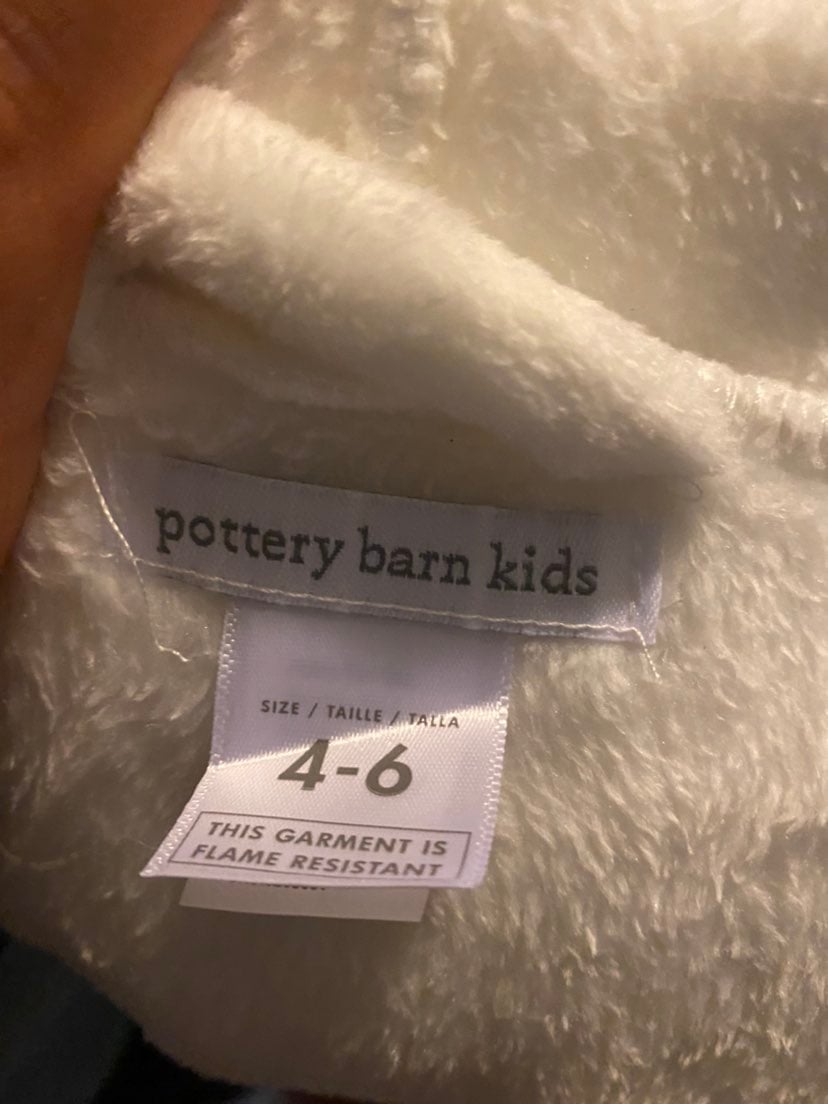 pottery barn kids
SIZE / TAILLE / TALLA
4-6
THIS GARMENT IS
FLAME RESISTANT